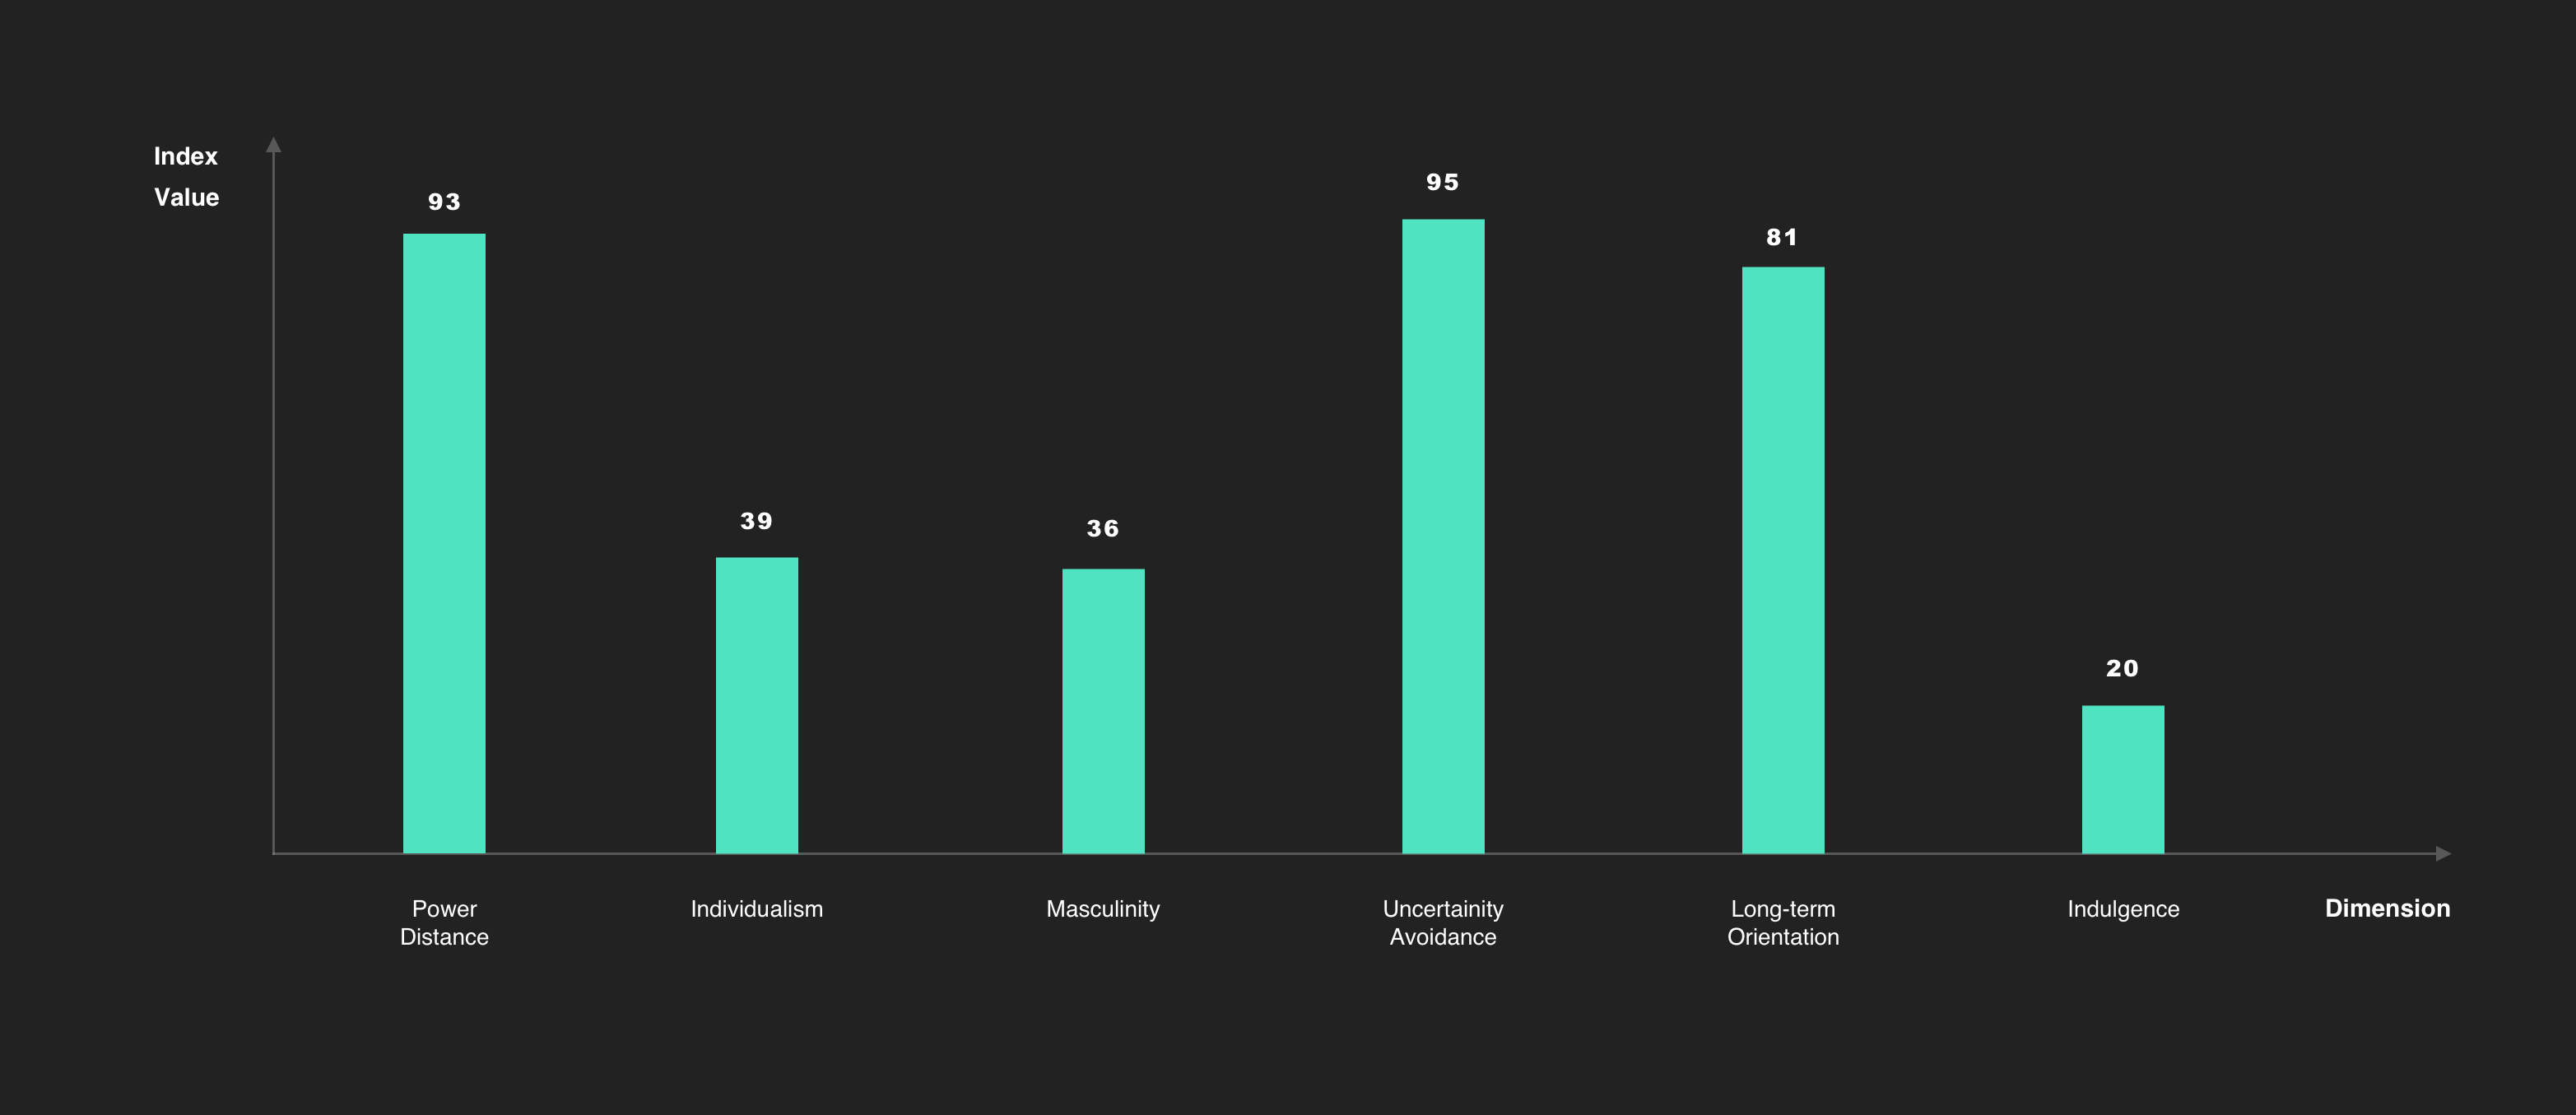 Index
Value
93
39
36
95
81
20
Power
Distance
Individualism
Masculinity
Uncertainity
Avoidance
Long-term
Orientation
Indulgence
Dimension